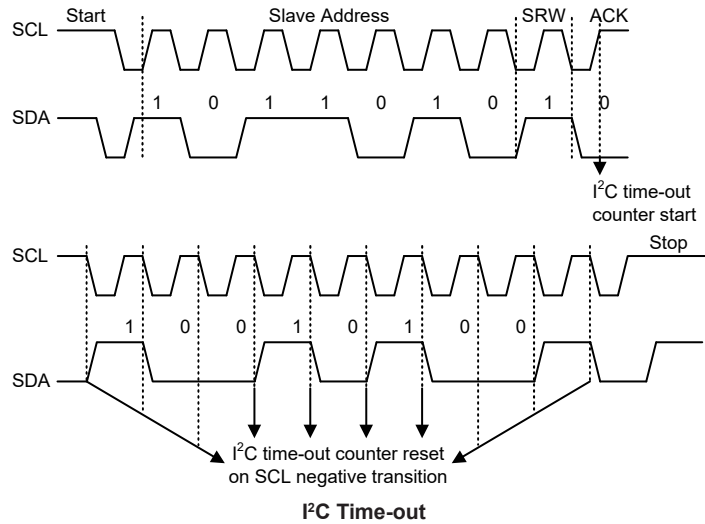 Start Slave Address SRW ACK
SCL
1 0 1 1 0 1 0 1 0
SDA
I²C time-out
counter start
Stop
SCL
1 0 0 1 0 1 0 0
SDA
I²C time-out counter reset
on SCL negative transition
I²C Time-out